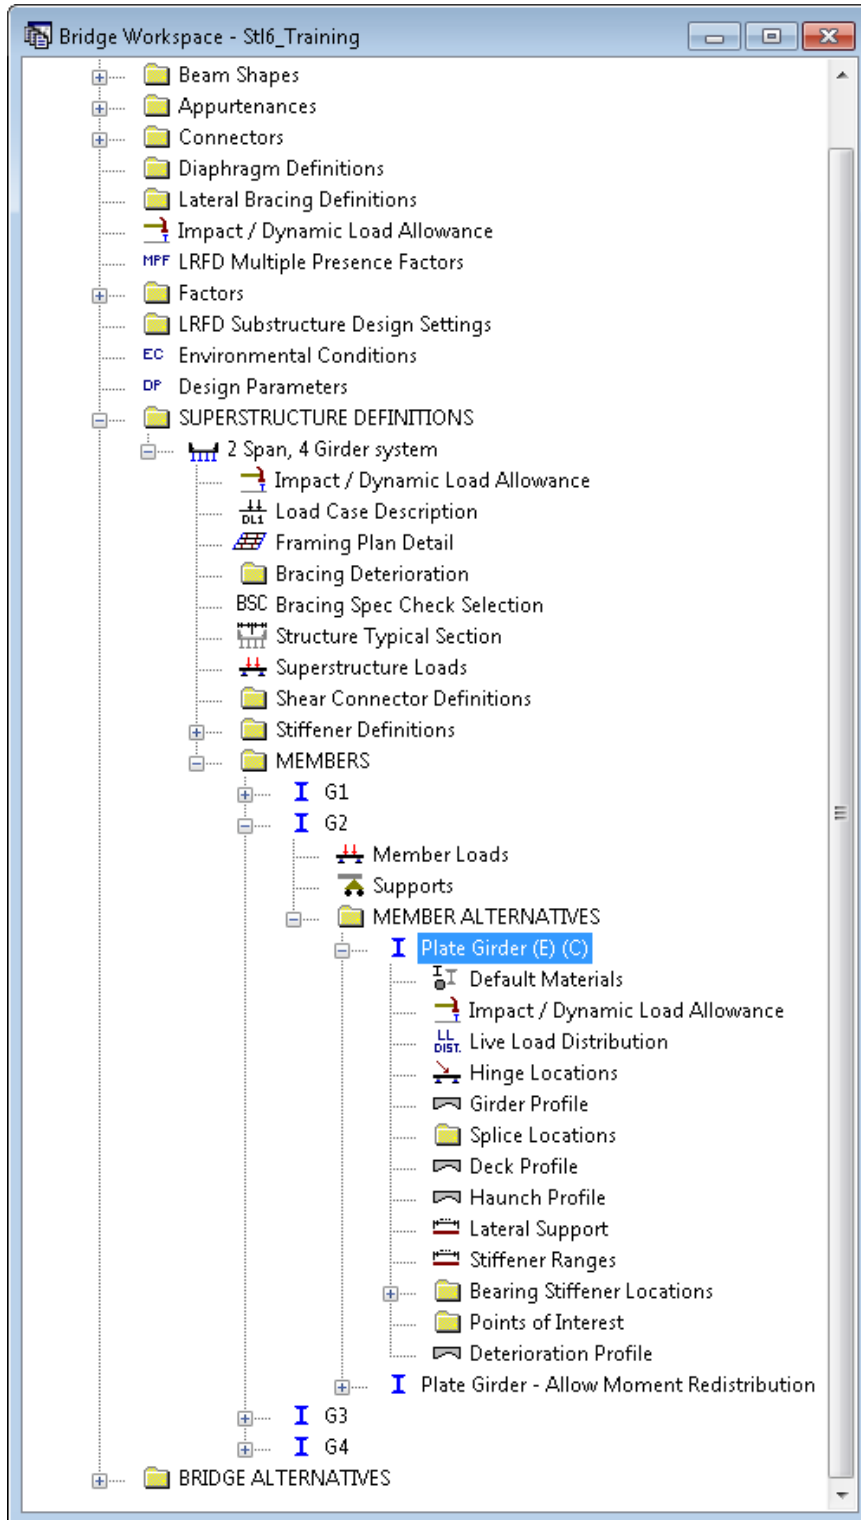 Bridge Workspace - Stl6_Training
Beam Shapes
Appurtenances
Connectors
Diaphragm Definitions
Lateral Bracing Definitions
Impact / Dynamic Load Allowance
MPF LRFD Multiple Presence Factors
Factors
LRFD Substructure Design Settings
EC Environmental Conditions
DP Design Parameters
SUPERSTRUCTURE DEFINITIONS
2 Span, 4 Girder system
Impact / Dynamic Load Allowance
DL1 Load Case Description
Framing Plan Detail
Bracing Deterioration
BSC Bracing Spec Check Selection
Structure Typical Section
Superstructure Loads
Shear Connector Definitions
Stiffener Definitions
MEMBERS
G1
G2
Member Loads
Supports
MEMBER ALTERNATIVES
Plate Girder (E) (C)
Default Materials
Impact / Dynamic Load Allowance
LL DIST. Live Load Distribution
Hinge Locations
Girder Profile
Splice Locations
Deck Profile
Haunch Profile
Lateral Support
Stiffener Ranges
Bearing Stiffener Locations
Points of Interest
Deterioration Profile
Plate Girder - Allow Moment Redistribution
G3
G4
BRIDGE ALTERNATIVES